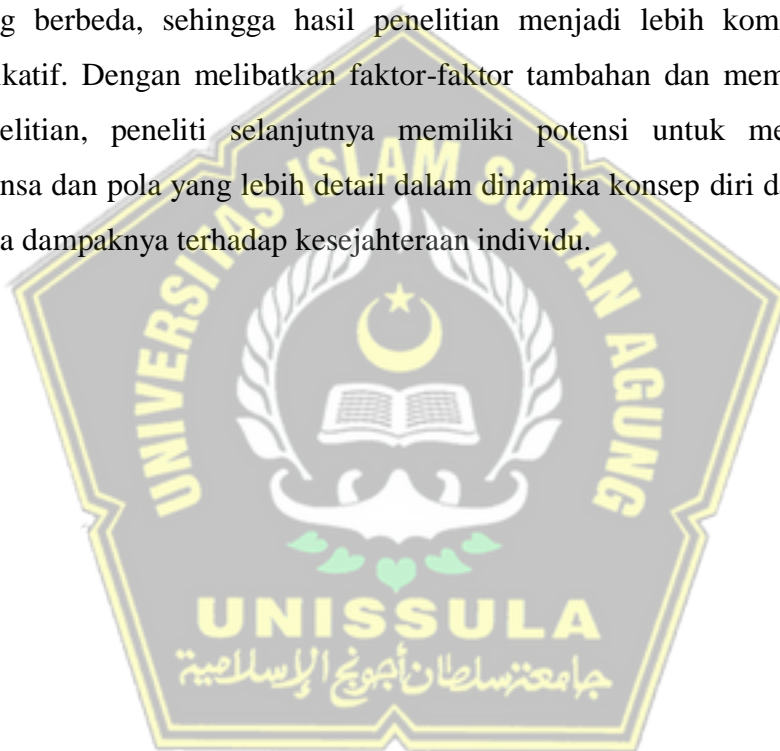 g berbeda, sehingga hasil penelitian menjadi lebih kom
ikatif. Dengan melibatkan faktor-faktor tambahan dan mem
elitian, peneliti selanjutnya memiliki potensi untuk me
nsa dan pola yang lebih detail dalam dinamika konsep diri da
a dampaknya terhadap kesejahteraan individu.
UNIVERSITAS ISLAM SULTAN AGUNG
UNISSULA
جامعة سلطان أجونج الإسلامية